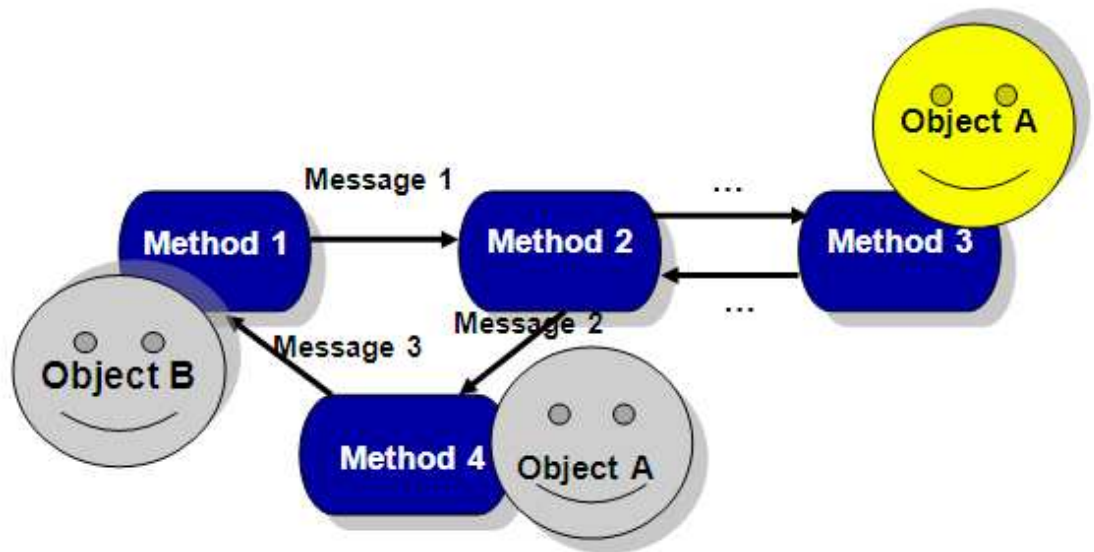 Object A
Message 1
...
Method 1
Method 2
Method 3
...
Message 2
Message 3
Object B
Method 4
Object A